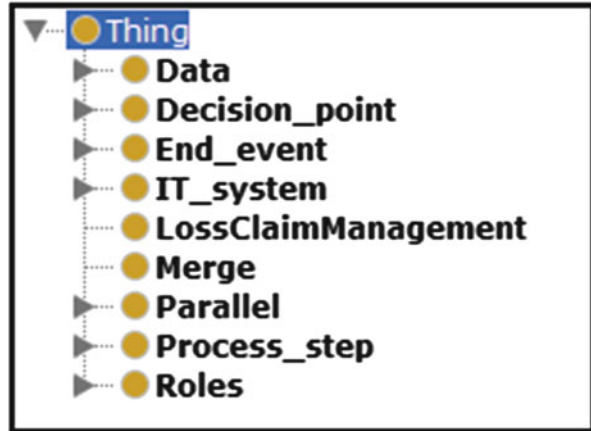 Thing
Data
Decision_point
End_event
IT_system
LossClaimManagement
Merge
Parallel
Process_step
Roles